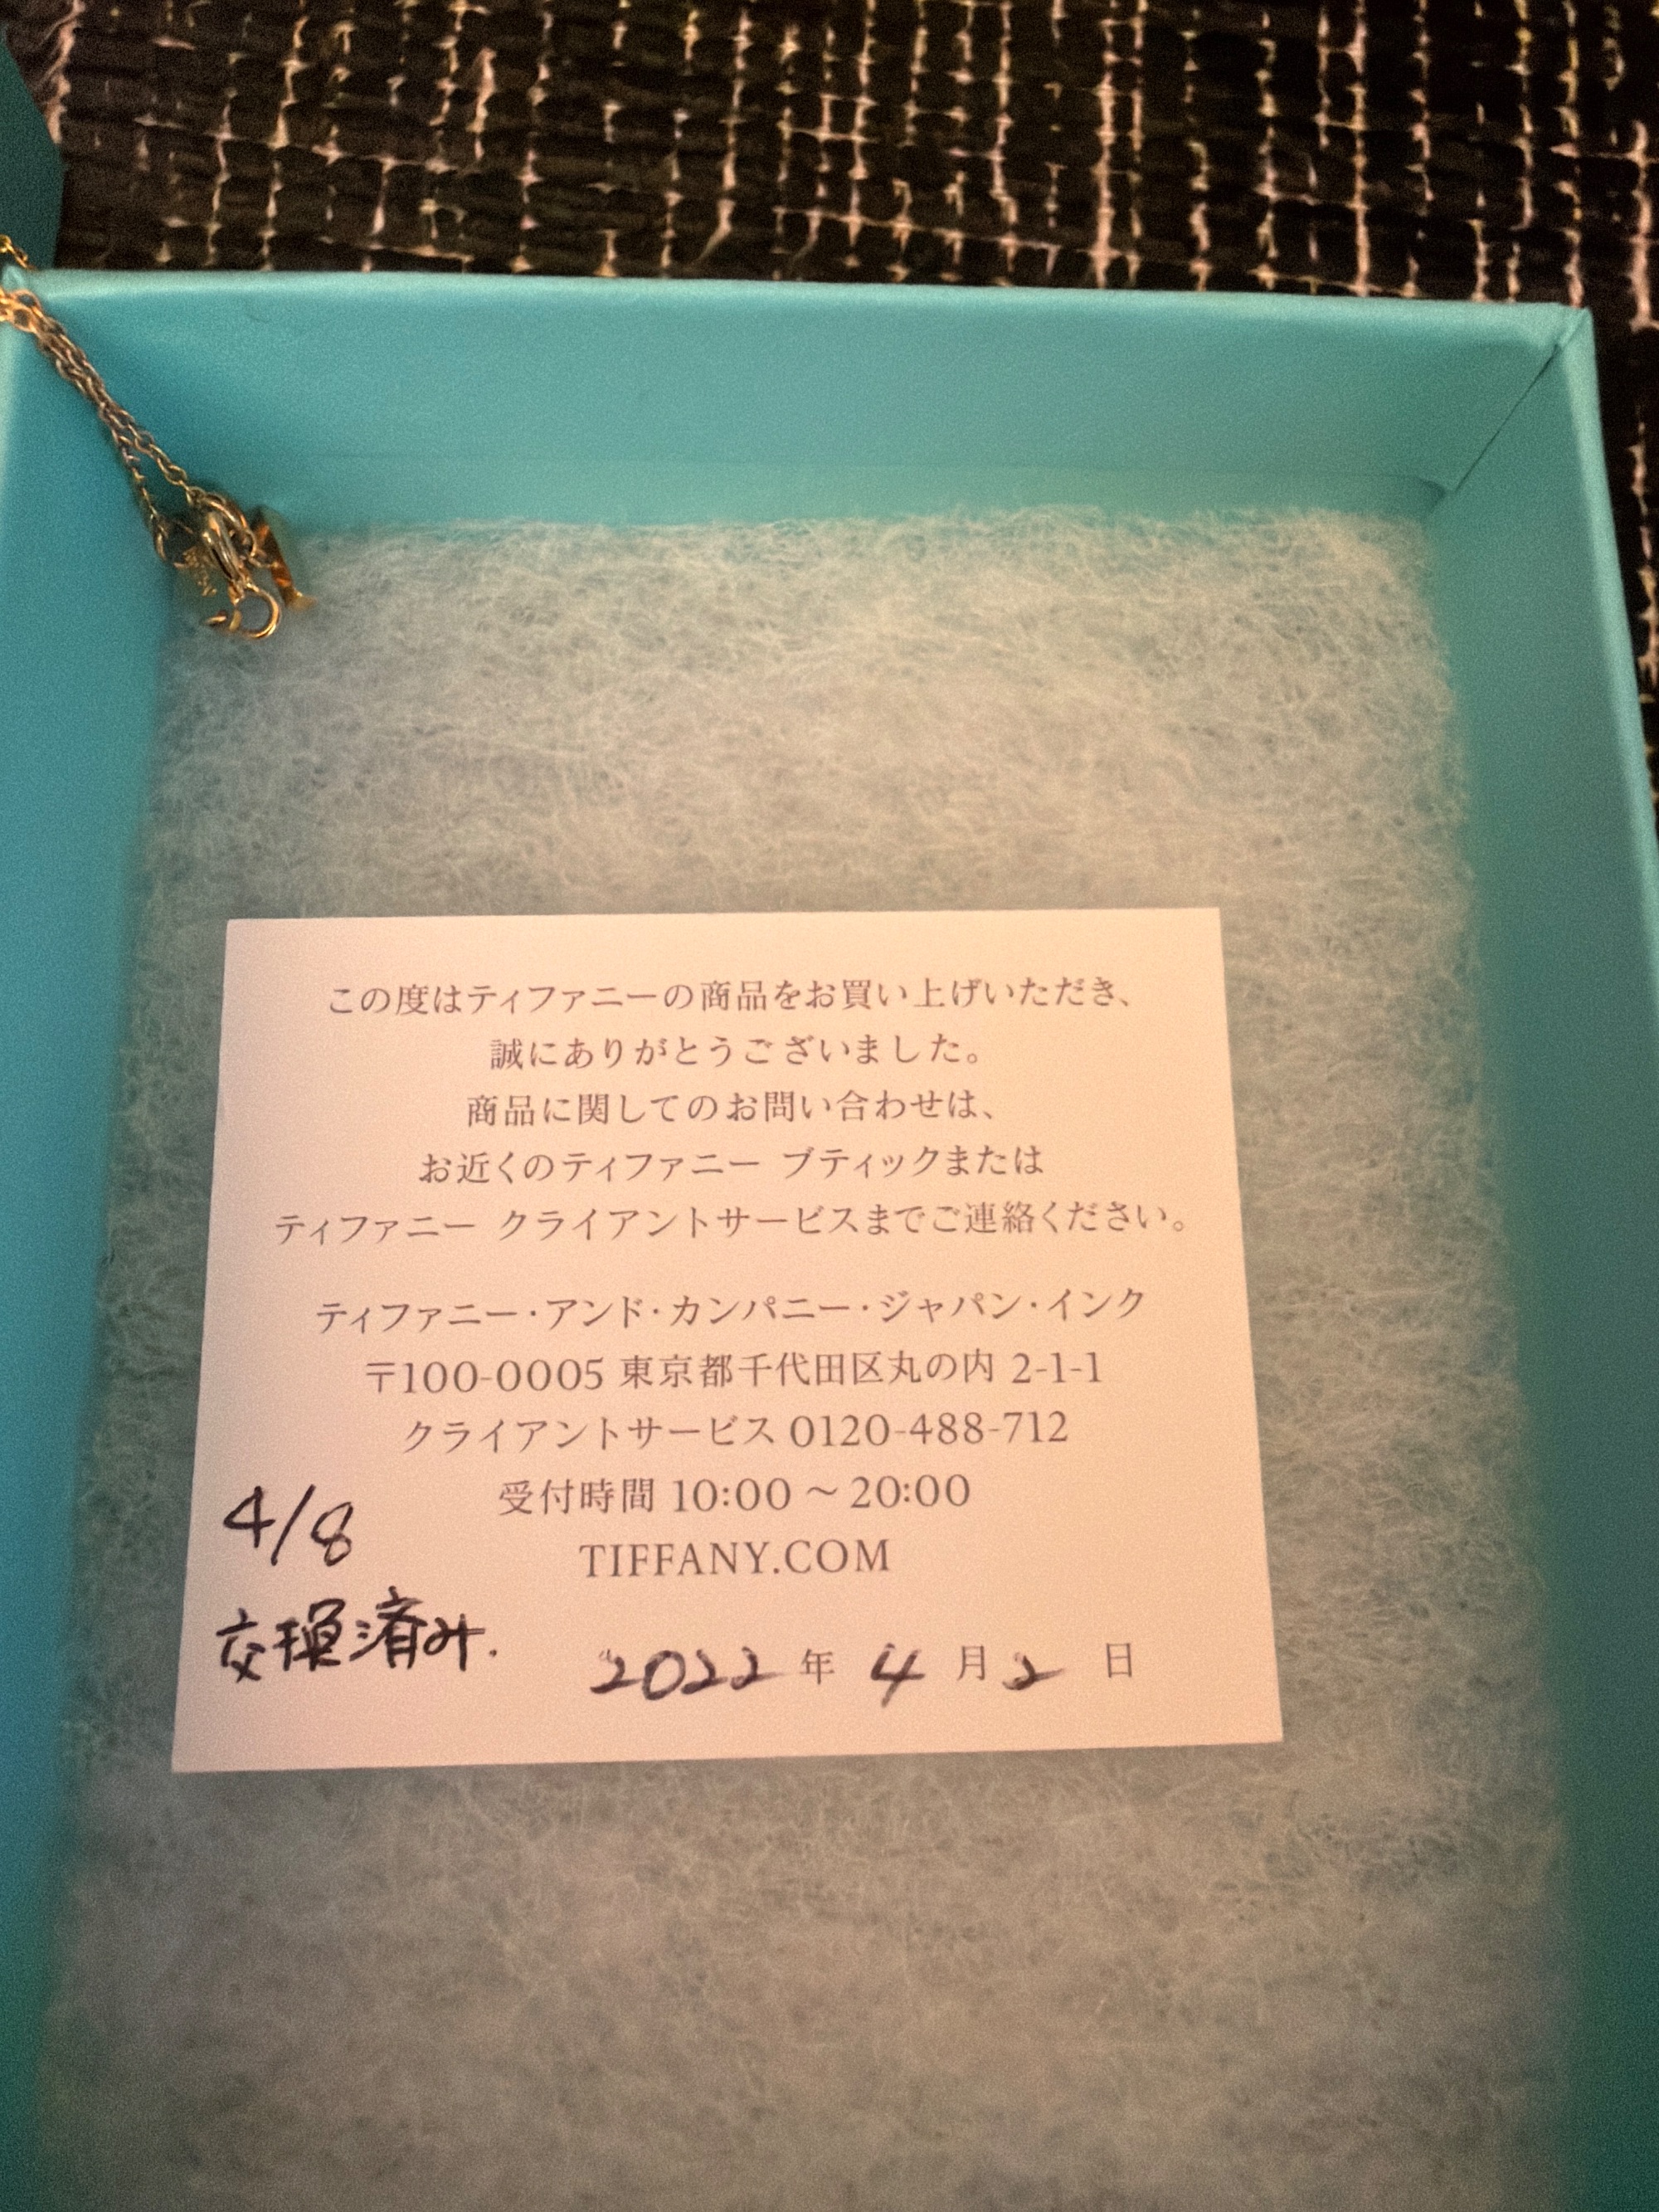 この度はティファニーの商品をお買い上げいただき、
誠にありがとうございました。
商品に関してのお問い合わせは、
お近くのティファニー ブティックまたは
ティファニー クライアントサービスまでご連絡ください。
ティファニー・アンド・カンパニー・ジャパン・インク
〒100-0005 東京都千代田区丸の内 2-1-1
クライアントサービス 0120-488-712
受付時間 10:00 〜 20:00
TIFFANY.COM
4/8
交換済み.
2022 年 4 月 2 日